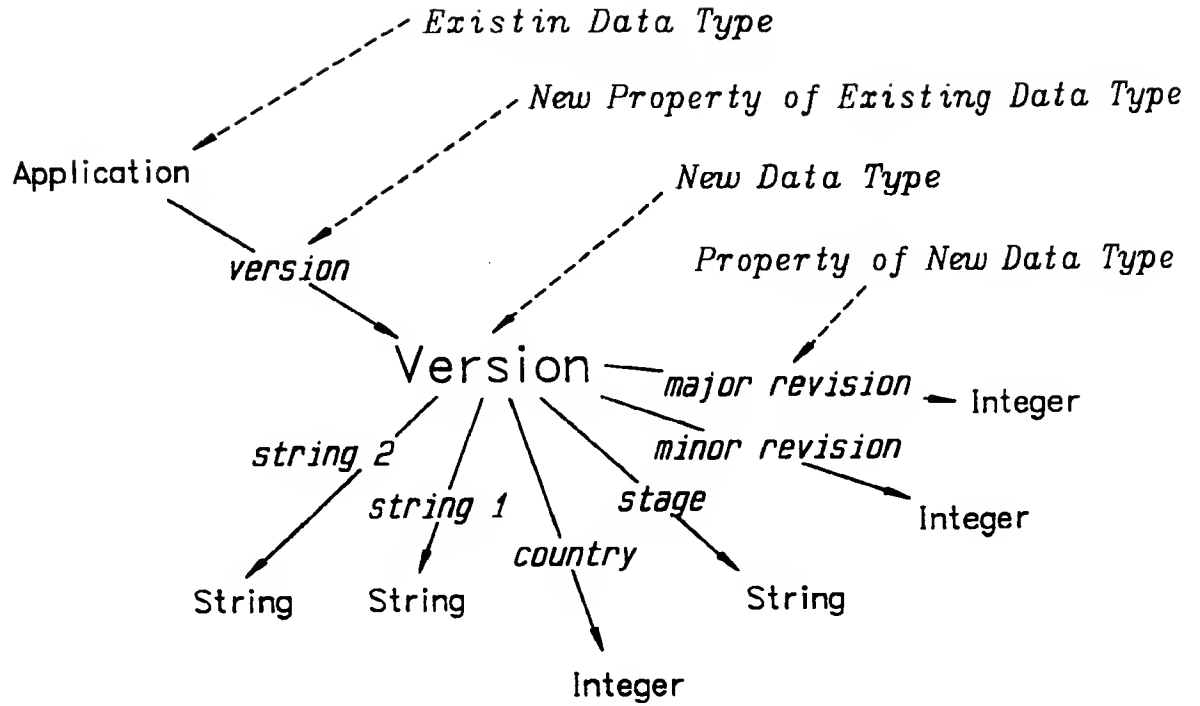 Existin Data Type
New Property of Existing Data Type
Application
New Data Type
version
Property of New Data Type
Version
major revision
Integer
string 2
minor revision
string 1
stage
Integer
country
String
String
String
Integer